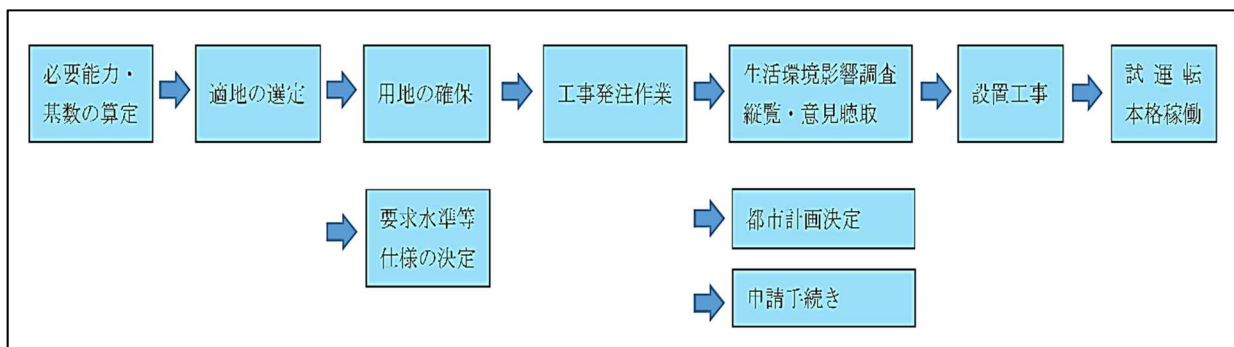 必要能力・
基数の算定
適地の選定
用地の確保
工事発注作業
生活環境影響調査
縦覧・意見聴取
設置工事
試運転
本格稼働
要求水準等
仕様の決定
都市計画決定
申請手続き